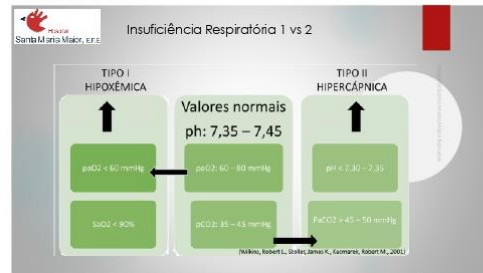 Hospital
Santa Maria Maior, E.P.E
Insuficiência Respiratória 1 vs 2
TIPO I
HIPOXÊMICA
TIPO II
HIPERCÁPNICA
Valores normais
ph: 7,35 – 7,45
paO2 < 60 mmHg
paO2: 60 – 80 mmHg
pH < 7,30 – 7,35
SaO2 < 90%
pCO2: 35 – 45 mmHg
PaCO2 > 45 – 50 mmHg
(Wilkins, Robert L., Stoller, James K., Kacmarek, Robert M., 2001)